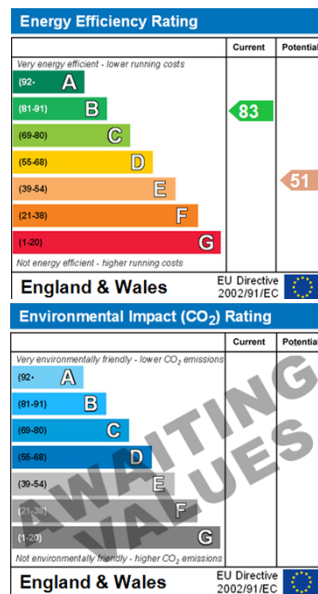 Energy Efficiency Rating
Current Potential
Very energy efficient - lower running costs
(92- A
(81-91) B
83
(69-80) C
(55-68) D
(39-54) E
51
(21-38) F
(1-20) G
Not energy efficient - higher running costs
England & Wales
EU Directive
2002/91/EC
Environmental Impact (CO₂) Rating
Current Potential
Very environmentally friendly - lower CO₂ emissions
(92- A
(81-91) B
(69-80) C
(55-68) D
(39-54) E
(21-38) F
(1-20) G
AWAITING
VALUES
Not environmentally friendly - higher CO₂ emissions
England & Wales
EU Directive
2002/91/EC